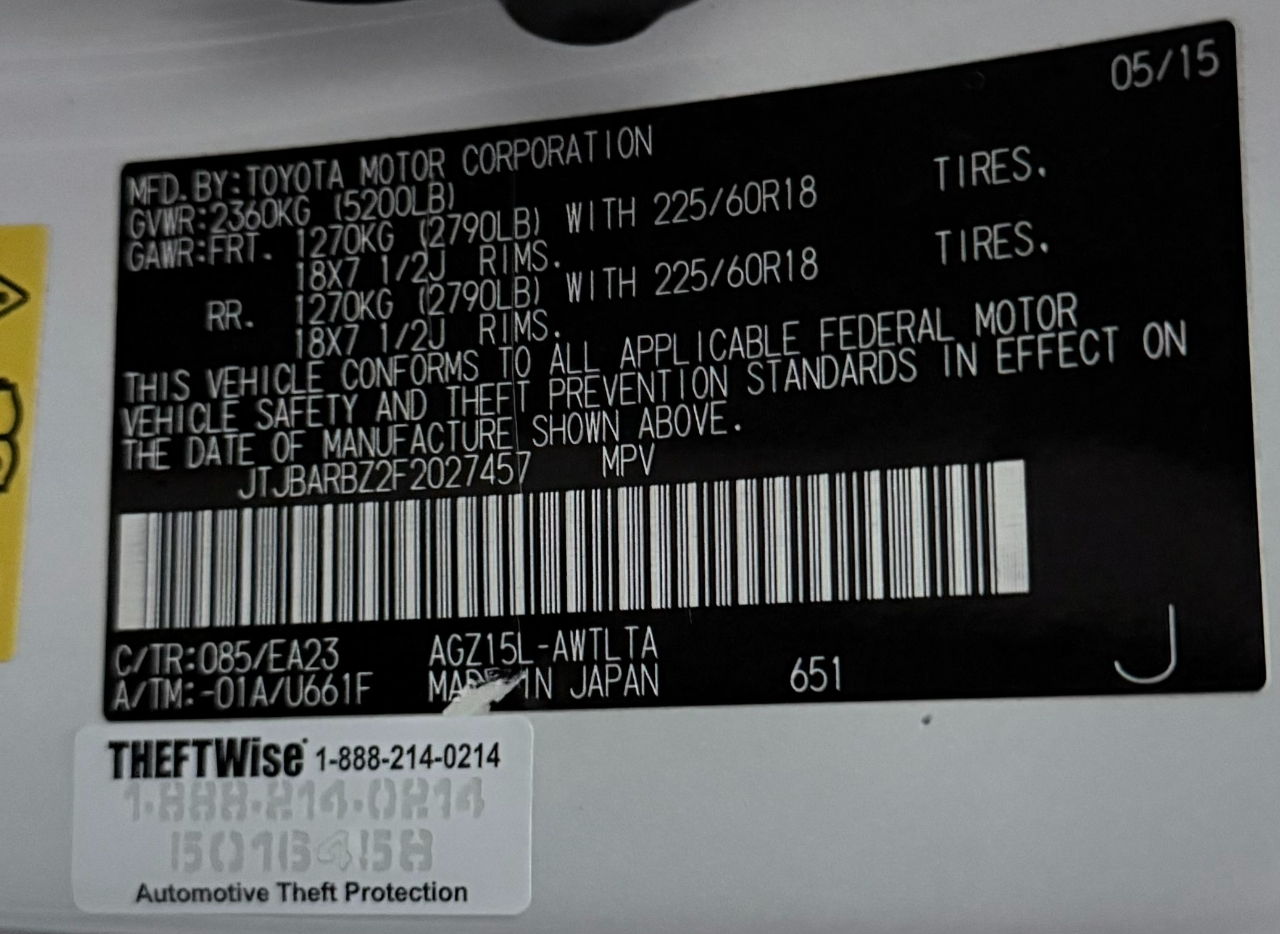 05/15
MFD. BY:TOYOTA MOTOR CORPORATION
GVWR:2360KG (5200LB)
GAWR:FRT. 1270KG (2790LB) WITH 225/60R18 TIRES.
18X7 1/2J RIMS.
RR. 1270KG (2790LB) WITH 225/60R18 TIRES.
18X7 1/2J RIMS.
THIS VEHICLE CONFORMS TO ALL APPLICABLE FEDERAL MOTOR
VEHICLE SAFETY AND THEFT PREVENTION STANDARDS IN EFFECT ON
THE DATE OF MANUFACTURE SHOWN ABOVE.
JTJBARBZ2F2027457 MPV
C/TR:085/EA23 AGZ15L-AWTLTA
A/TM:-01A/U661F MADE IN JAPAN 651
J
THEFTWise 1-888-214-0214
1-888-214-0214
15016458
Automotive Theft Protection